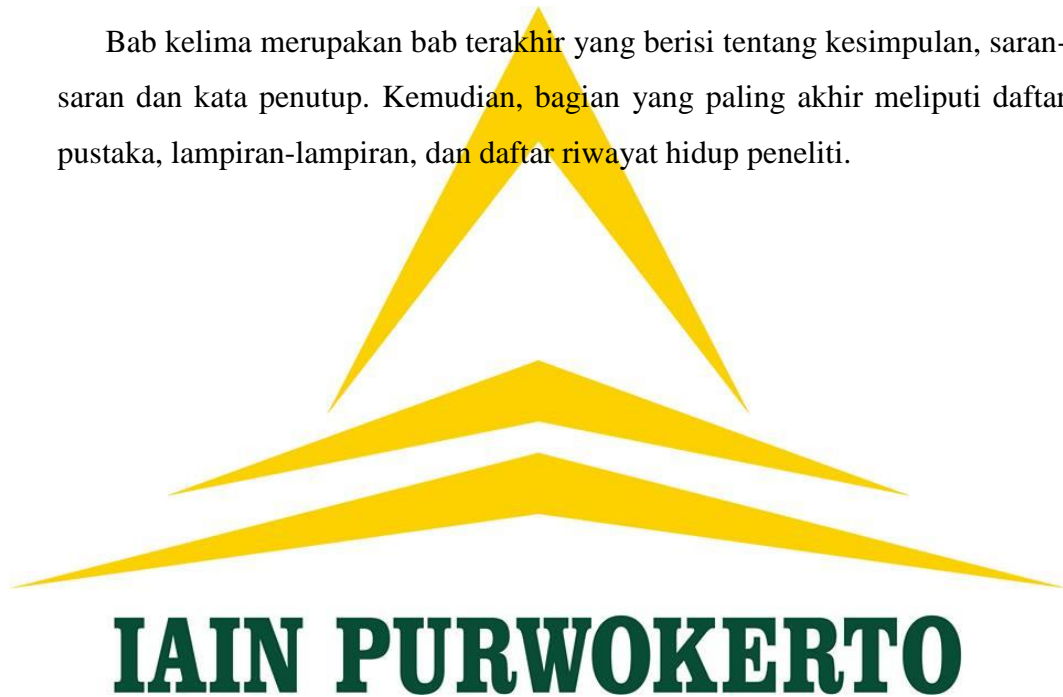 Bab kelima merupakan bab terakhir yang berisi tentang kesimpulan, saran-
saran dan kata penutup. Kemudian, bagian yang paling akhir meliputi daftar
pustaka, lampiran-lampiran, dan daftar riwayat hidup peneliti.
IAIN PURWOKERTO